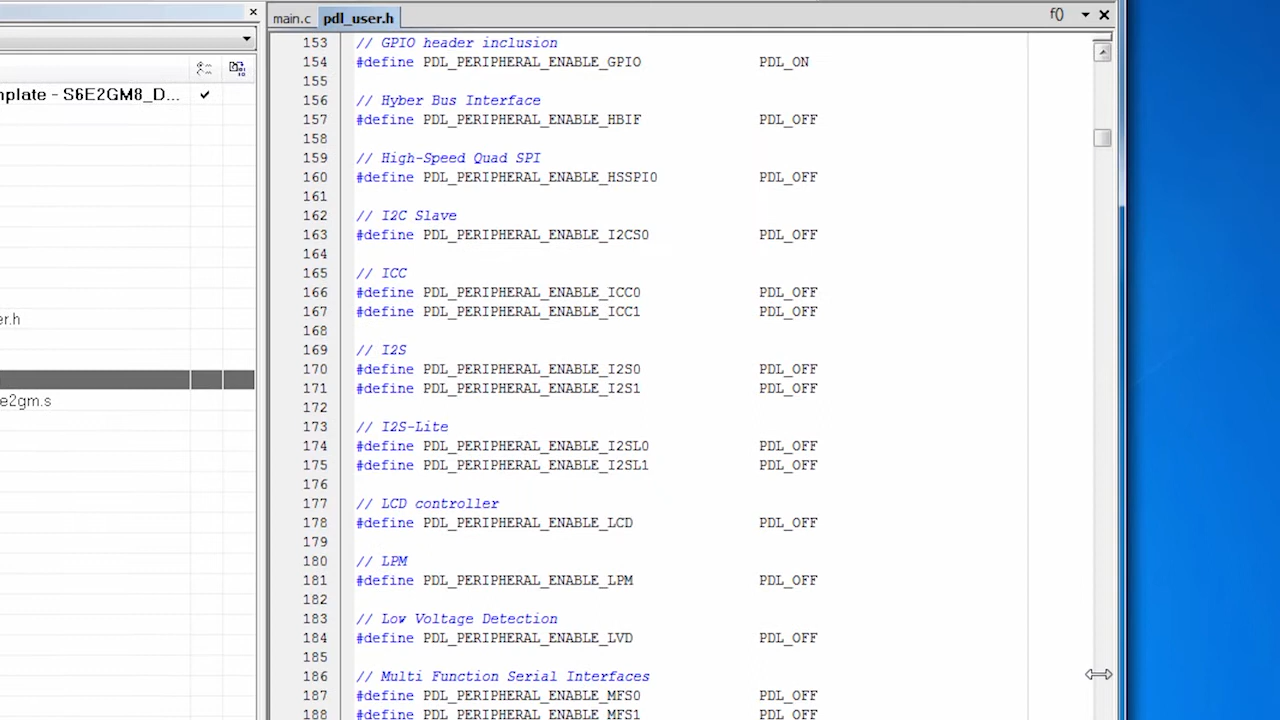 main.c pdl_user.h f()
nplate - S6E2GM8_D...
er.h
e2gm.s
153 // GPIO header inclusion
154 #define PDL_PERIPHERAL_ENABLE_GPIO PDL_ON
155
156 // Hyber Bus Interface
157 #define PDL_PERIPHERAL_ENABLE_HBIF PDL_OFF
158
159 // High-Speed Quad SPI
160 #define PDL_PERIPHERAL_ENABLE_HSSPI0 PDL_OFF
161
162 // I2C Slave
163 #define PDL_PERIPHERAL_ENABLE_I2CS0 PDL_OFF
164
165 // ICC
166 #define PDL_PERIPHERAL_ENABLE_ICC0 PDL_OFF
167 #define PDL_PERIPHERAL_ENABLE_ICC1 PDL_OFF
168
169 // I2S
170 #define PDL_PERIPHERAL_ENABLE_I2S0 PDL_OFF
171 #define PDL_PERIPHERAL_ENABLE_I2S1 PDL_OFF
172
173 // I2S-Lite
174 #define PDL_PERIPHERAL_ENABLE_I2SL0 PDL_OFF
175 #define PDL_PERIPHERAL_ENABLE_I2SL1 PDL_OFF
176
177 // LCD controller
178 #define PDL_PERIPHERAL_ENABLE_LCD PDL_OFF
179
180 // LPM
181 #define PDL_PERIPHERAL_ENABLE_LPM PDL_OFF
182
183 // Low Voltage Detection
184 #define PDL_PERIPHERAL_ENABLE_LVD PDL_OFF
185
186 // Multi Function Serial Interfaces
187 #define PDL_PERIPHERAL_ENABLE_MFS0 PDL_OFF
188 #define PDL_PERIPHERAL_ENABLE_MFS1 PDL_OFF